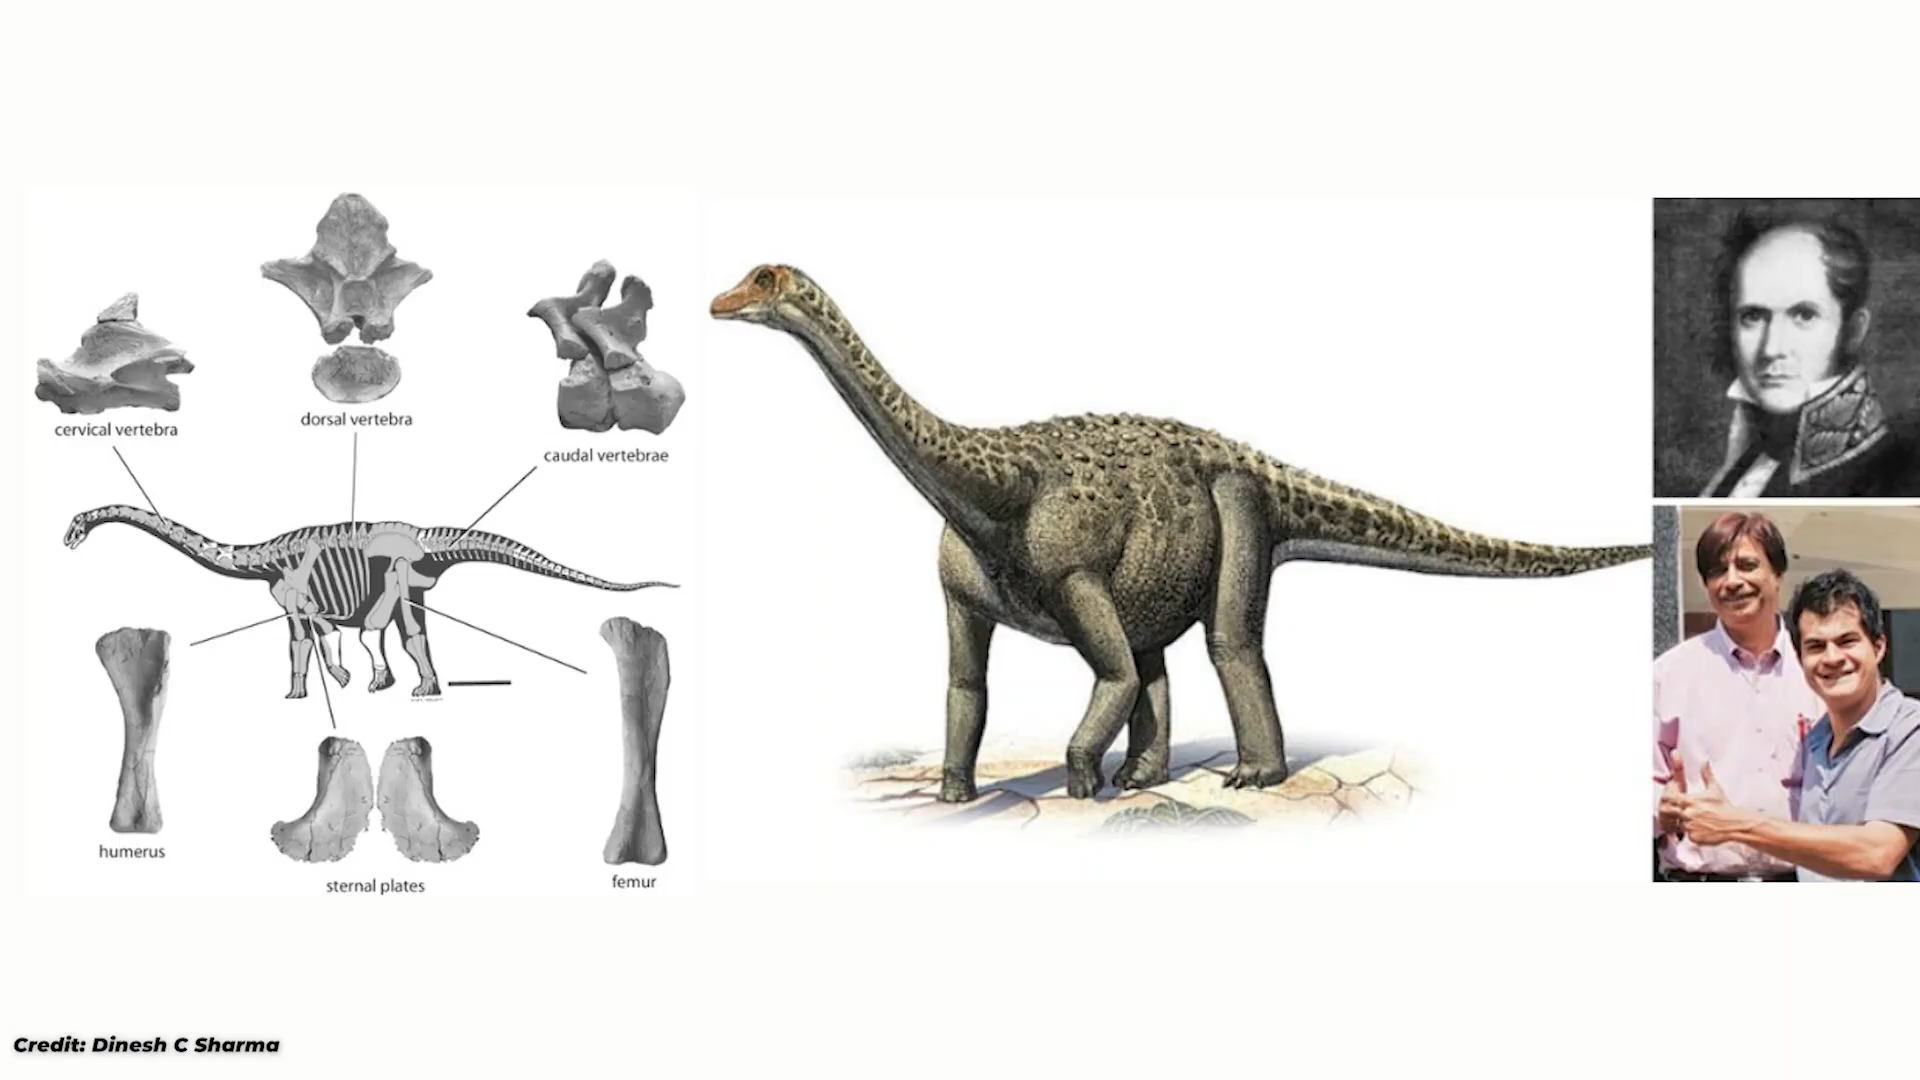 dorsal vertebra
cervical vertebra
caudal vertebrae
humerus
sternal plates
femur
Credit: Dinesh C Sharma